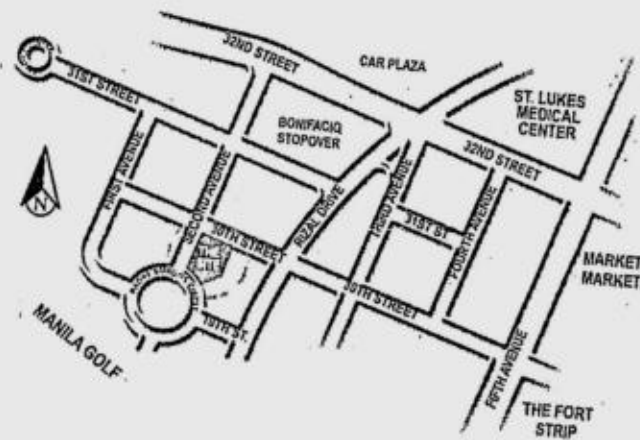 32ND STREET
CAR PLAZA
31ST STREET
ST. LUKES
MEDICAL
CENTER
BONIFACIO
STOPOVER
32ND STREET
FIRST AVENUE
SECOND AVENUE
RIZAL DRIVE
THIRD AVENUE
31ST ST
FOURTH AVENUE
N
30TH STREET
MARKET
MARKET
30TH STREET
19TH ST.
MANILA GOLF
FIFTH AVENUE
THE FORT
STRIP